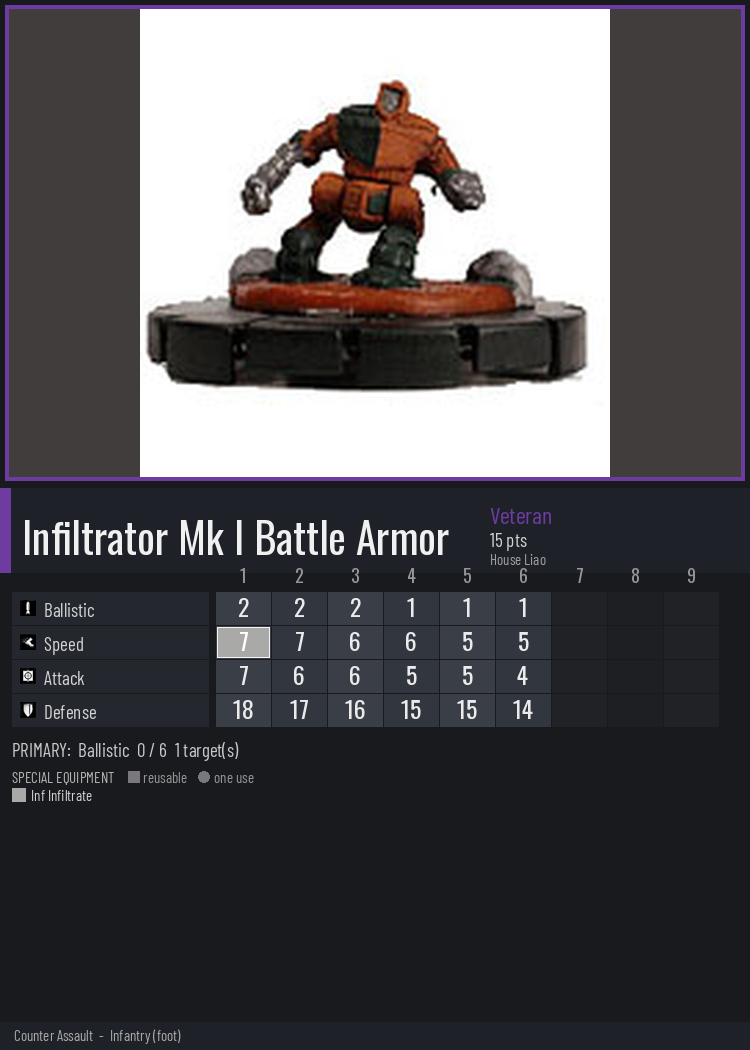 Infiltrator Mk I Battle Armor
Veteran
15 pts
House Liao
1 2 3 4 5 6 7 8 9
Ballistic 2 2 2 1 1 1
Speed 7 7 6 6 5 5
Attack 7 6 6 5 5 4
Defense 18 17 16 15 15 14
PRIMARY: Ballistic 0 / 6 1 target(s)
SPECIAL EQUIPMENT reusable one use
Inf Infiltrate
Counter Assault - Infantry (foot)